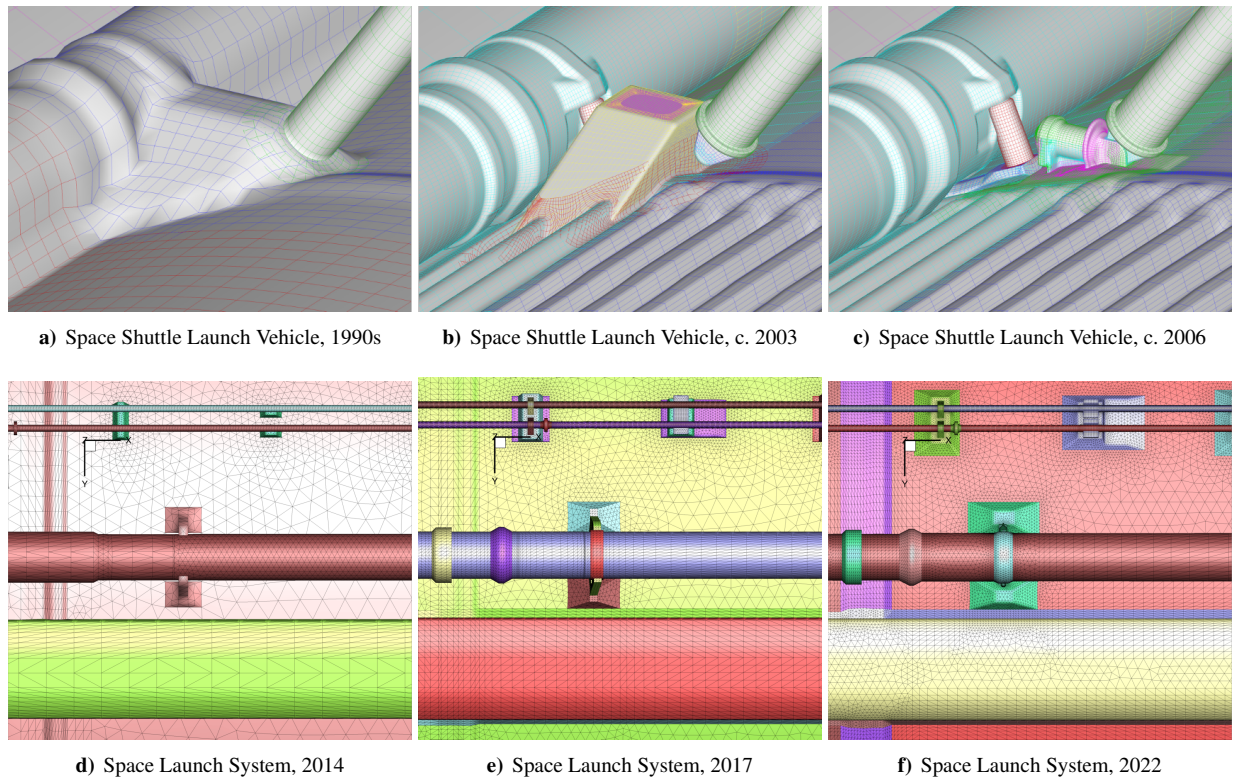 a) Space Shuttle Launch Vehicle, 1990s
b) Space Shuttle Launch Vehicle, c. 2003
c) Space Shuttle Launch Vehicle, c. 2006
Z X
Y
Z X
Y
Z X
Y
d) Space Launch System, 2014
e) Space Launch System, 2017
f) Space Launch System, 2022